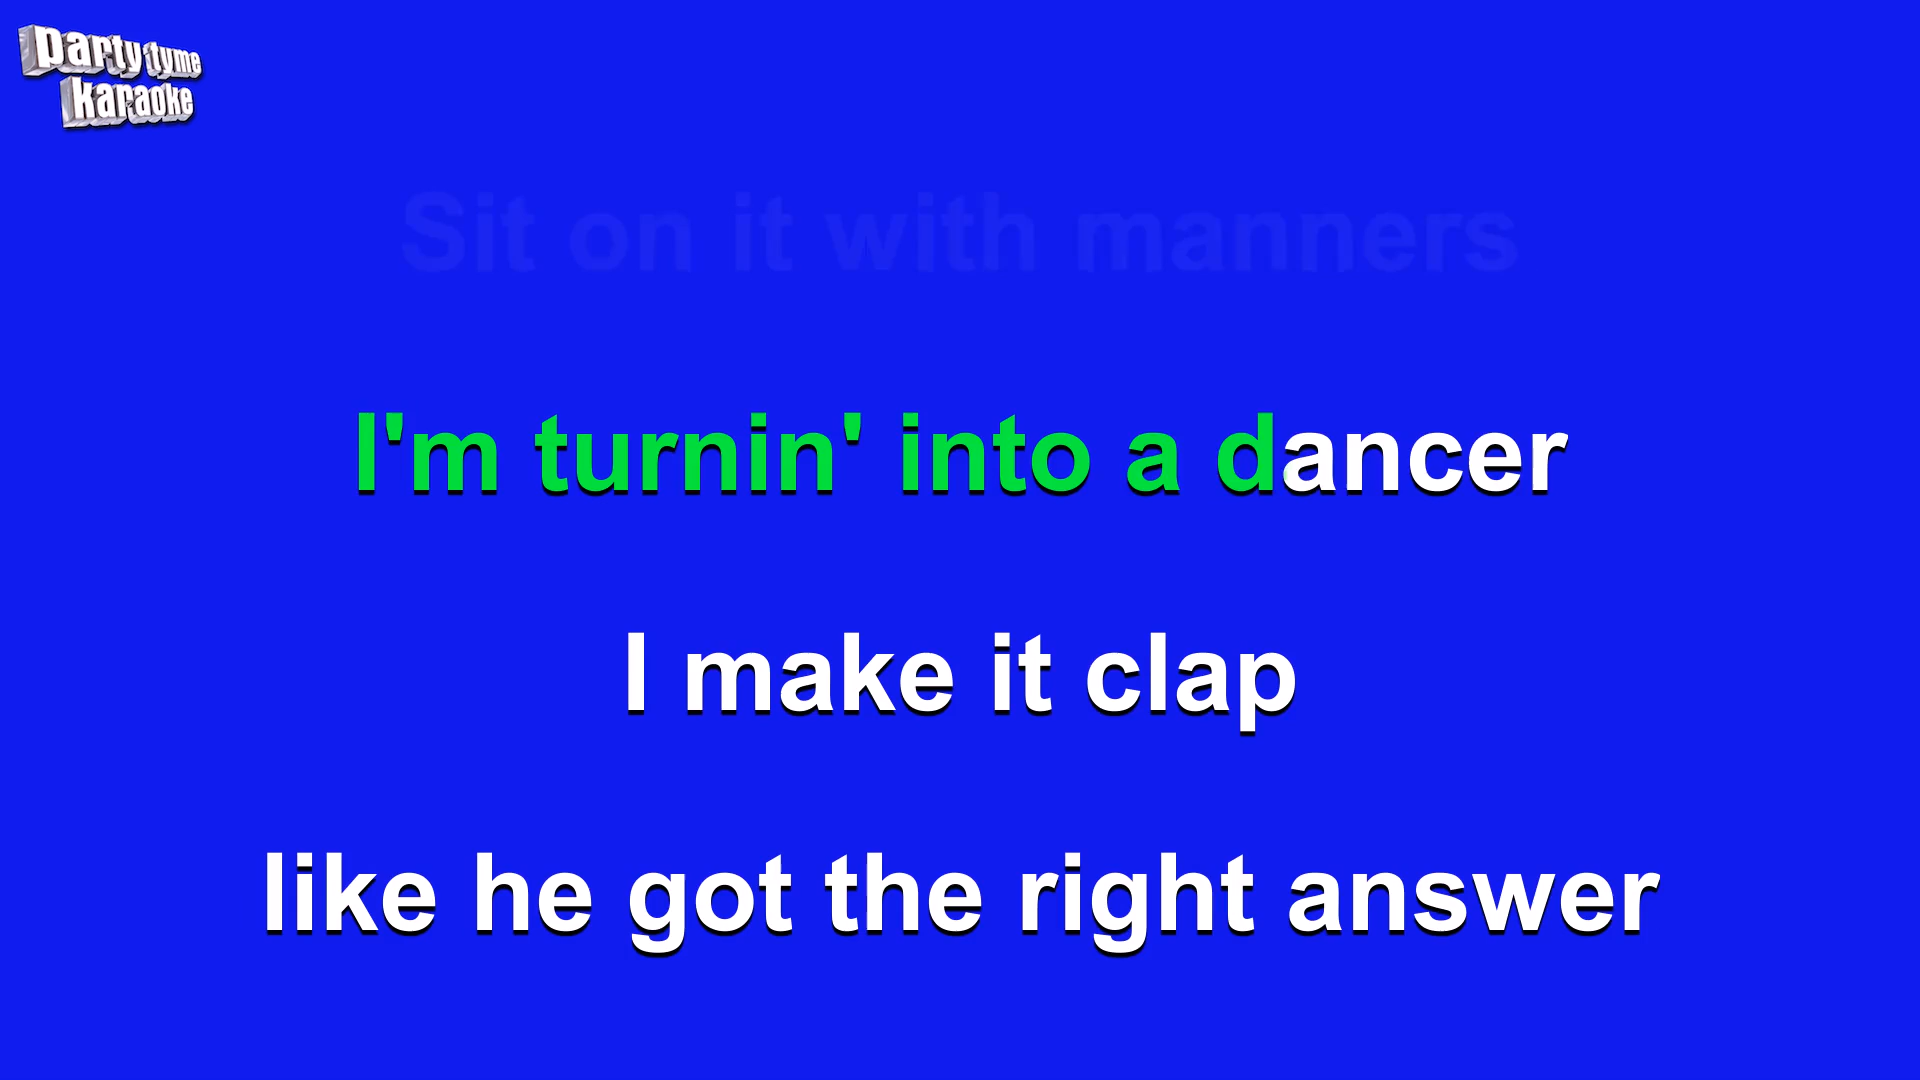 party tyme
karaoke
Sit on it with manners
I'm turnin' into a dancer
I make it clap
like he got the right answer